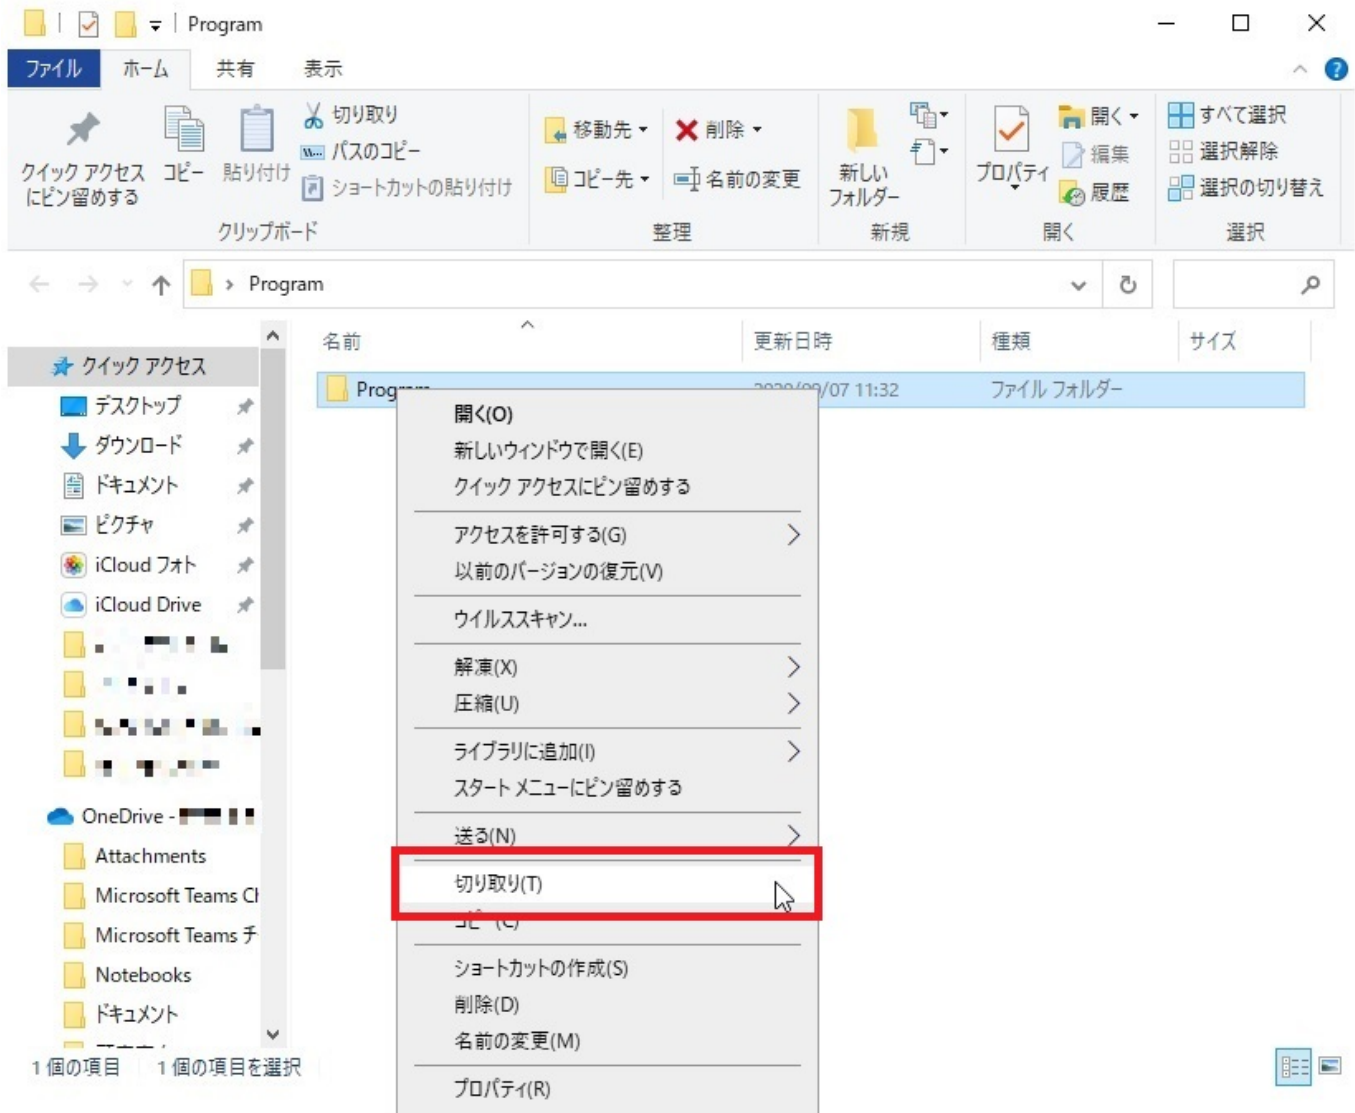 Program
ファイル
ホーム
共有
表示
クイック アクセス
にピン留めする
コピー
貼り付け
切り取り
パスのコピー
ショートカットの貼り付け
クリップボード
移動先
コピー先
削除
名前の変更
整理
新しい
フォルダー
新規
プロパティ
開く
編集
履歴
開く
すべて選択
選択解除
選択の切り替え
選択
Program
名前
更新日時
種類
サイズ
クイック アクセス
デスクトップ
ダウンロード
ドキュメント
ピクチャ
iCloud フォト
iCloud Drive
OneDrive -
Attachments
Microsoft Teams
Microsoft Teams チ
Notebooks
ドキュメント
Program
2020/09/07 11:32
ファイル フォルダー
開く(O)
新しいウィンドウで開く(E)
クイック アクセスにピン留めする
アクセスを許可する(G)
以前のバージョンの復元(V)
ウイルススキャン...
解凍(X)
圧縮(U)
ライブラリに追加(I)
スタート メニューにピン留めする
送る(N)
切り取り(T)
コピー(C)
ショートカットの作成(S)
削除(D)
名前の変更(M)
プロパティ(R)
1 個の項目
1 個の項目を選択